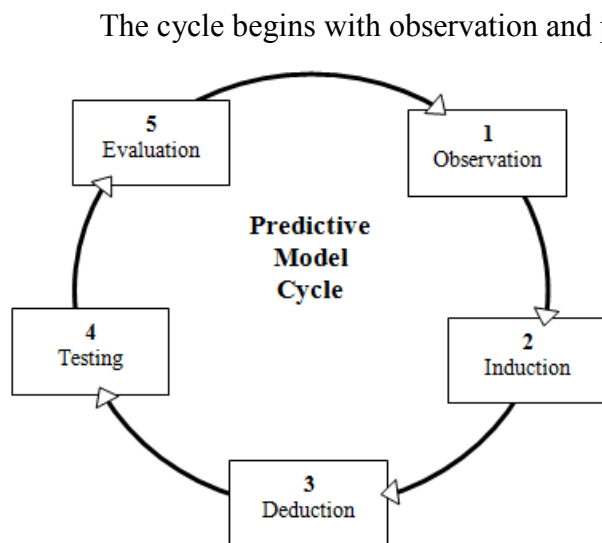 The cycle begins with observation and
5
Evaluation
1
Observation
Predictive
Model
Cycle
4
Testing
2
Induction
3
Deduction